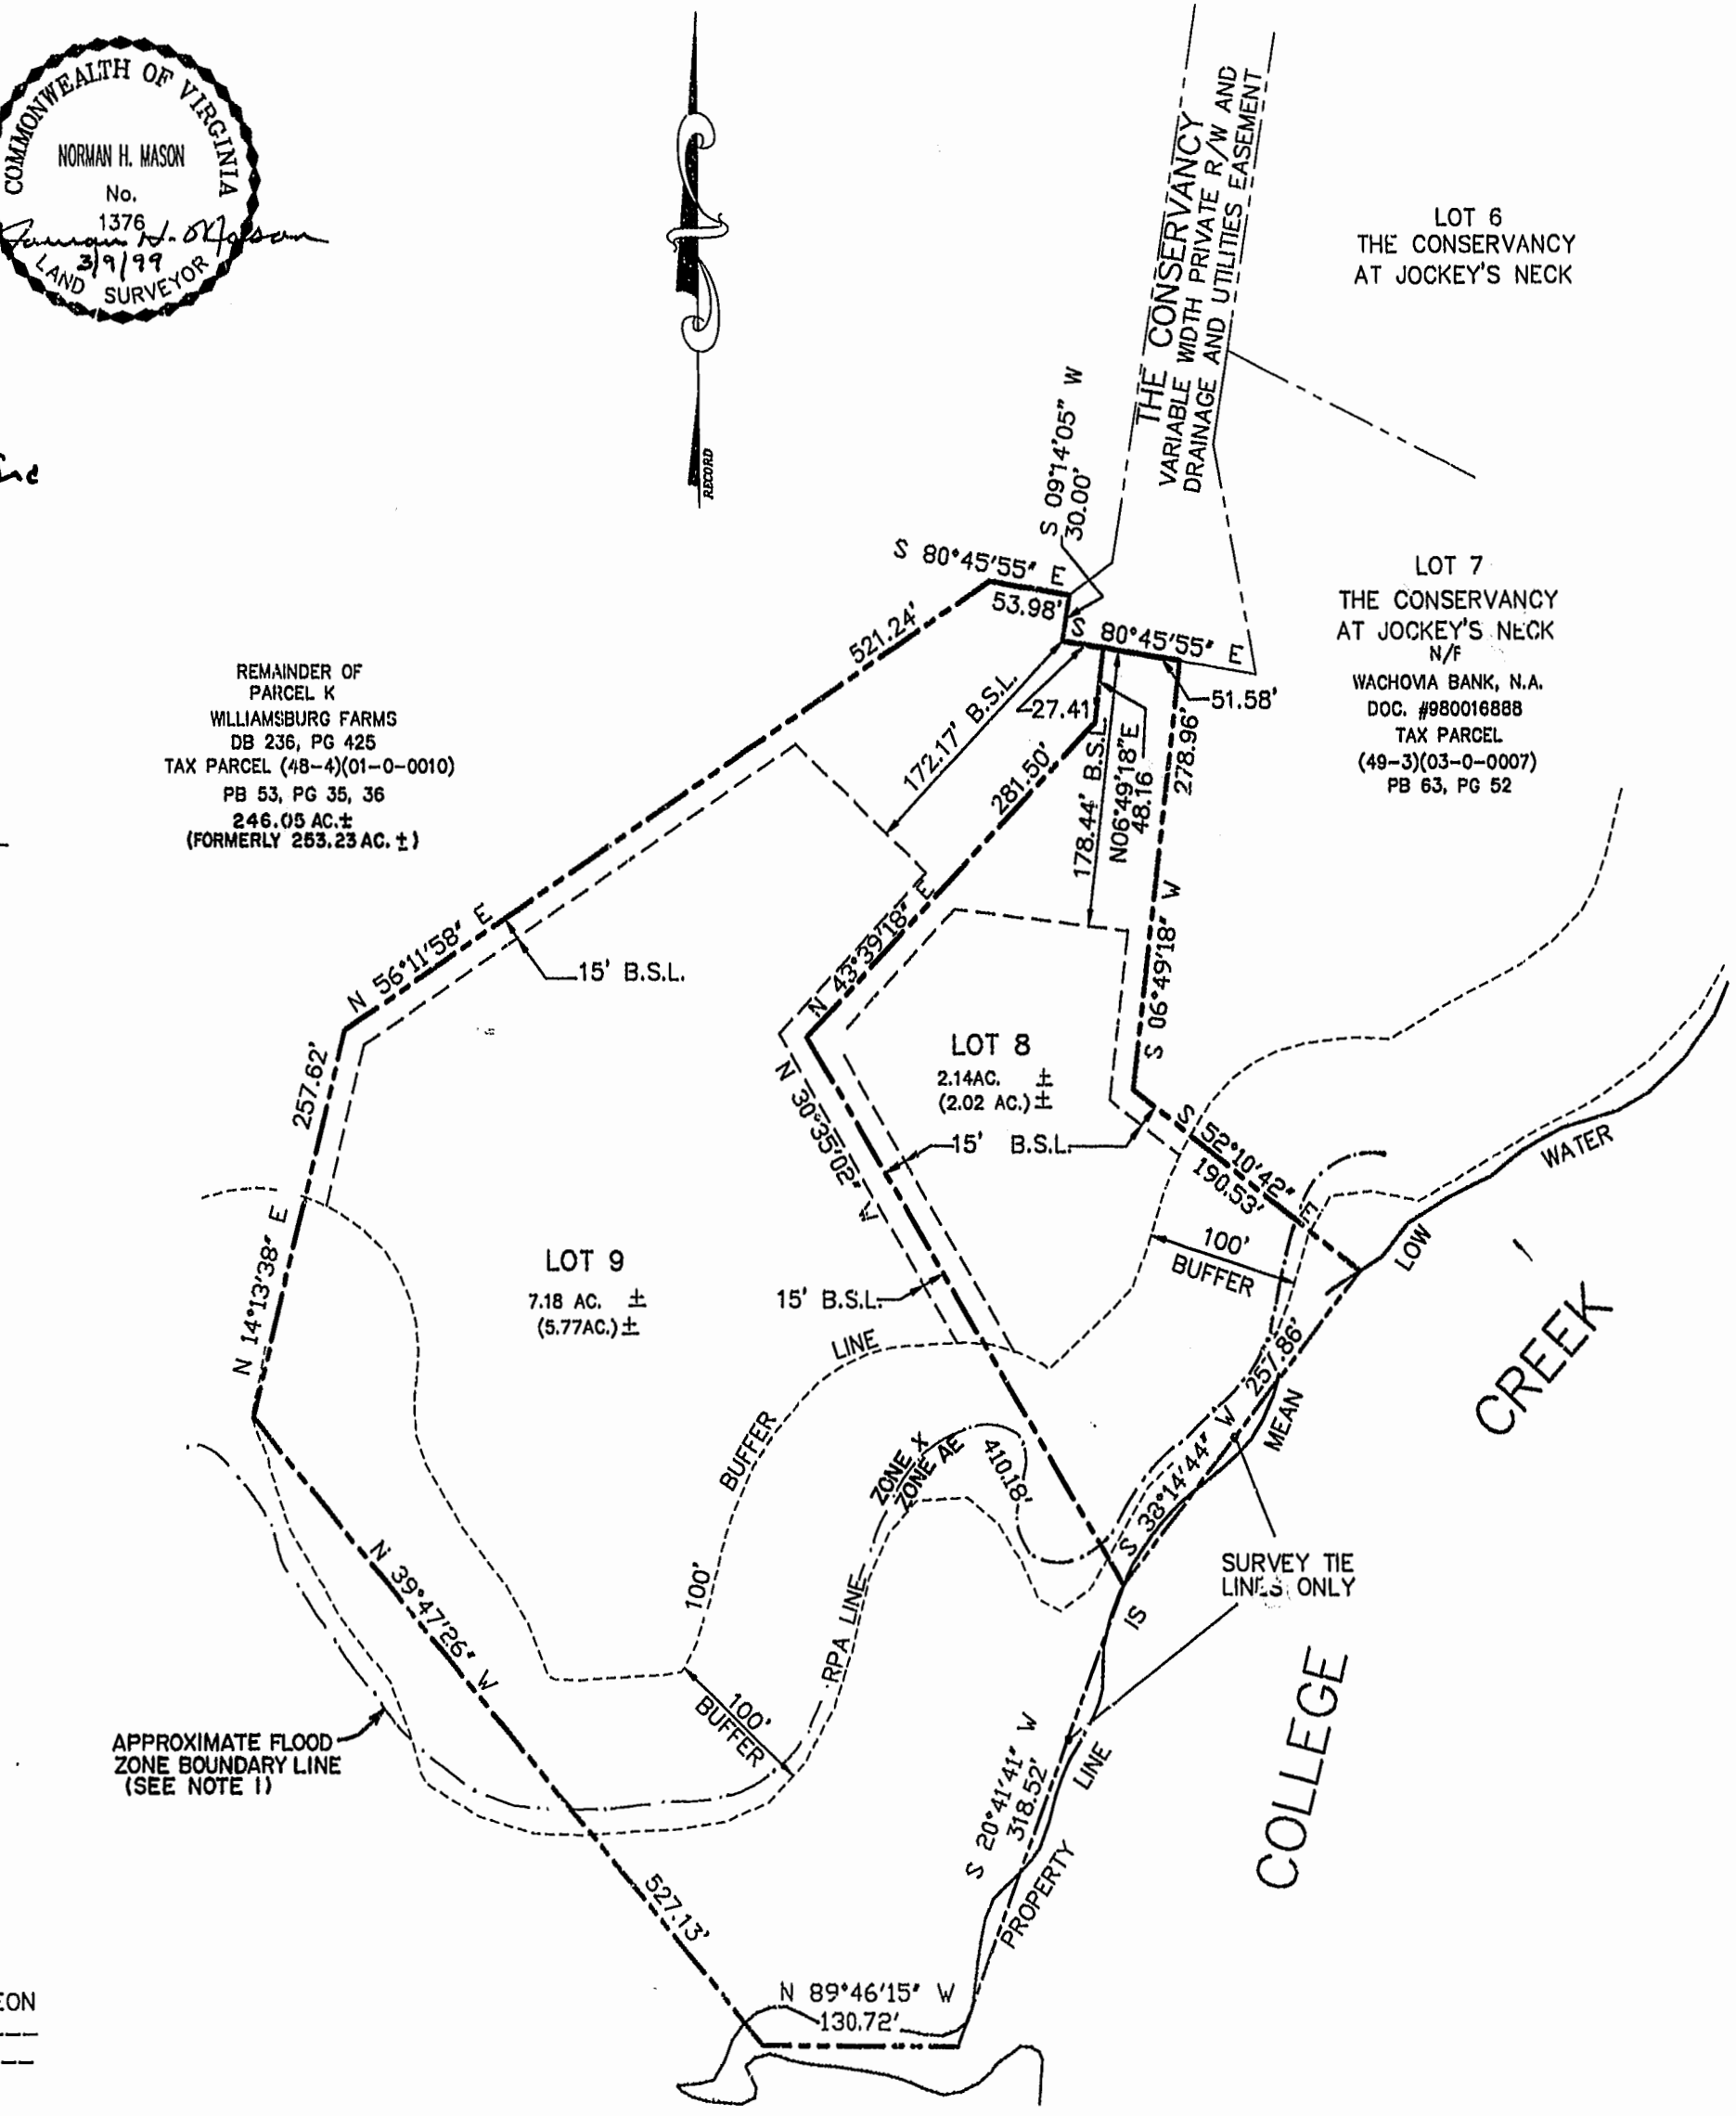 COMMONWEALTH OF VIRGINIA
NORMAN H. MASON
No.
1376
Norman H. Mason
3/9/99
LAND SURVEYOR
RECORD
THE CONSERVANCY
VARIABLE WIDTH PRIVATE R/W AND
DRAINAGE AND UTILITIES EASEMENT
LOT 6
THE CONSERVANCY
AT JOCKEY'S NECK
S 09°14'05" W
30.00'
S 80°45'55" E
53.98'
S 80°45'55" E
51.58'
27.41
LOT 7
THE CONSERVANCY
AT JOCKEY'S NECK
N/F
WACHOVIA BANK, N.A.
DOC. #980016888
TAX PARCEL
(49-3)(03-0-0007)
PB 63, PG 52
REMAINDER OF
PARCEL K
WILLIAMSBURG FARMS
DB 236, PG 425
TAX PARCEL (48-4)(01-0-0010)
PB 53, PG 35, 36
246.05 AC.±
(FORMERLY 253.23 AC. ±)
521.24'
N 56°11'58" E
172.17' B.S.L.
281.50'
N 43°39'18" E
178.44' B.S.L.
N06°49'18"E
48.16
278.96'
S 06°49'18" W
15' B.S.L.
257.62'
N 14°13'38" E
LOT 8
2.14AC. ±
(2.02 AC.)±
15' B.S.L.
N 30°35'02" W
S 52°10'42" E
190.53'
100'
BUFFER
LOT 9
7.18 AC. ±
(5.77AC.)±
15' B.S.L.
100' BUFFER LINE
ZONE X
ZONE AE
410.18'
S 38°14'44" W 257.86'
PROPERTY LINE IS MEAN LOW WATER
COLLEGE CREEK
SURVEY TIE
LINES ONLY
RPA LINE
100'
BUFFER
N 39°47'26" W
527.13'
APPROXIMATE FLOOD
ZONE BOUNDARY LINE
(SEE NOTE 1)
S 20°41'41" W
318.52'
N 89°46'15" W
130.72'